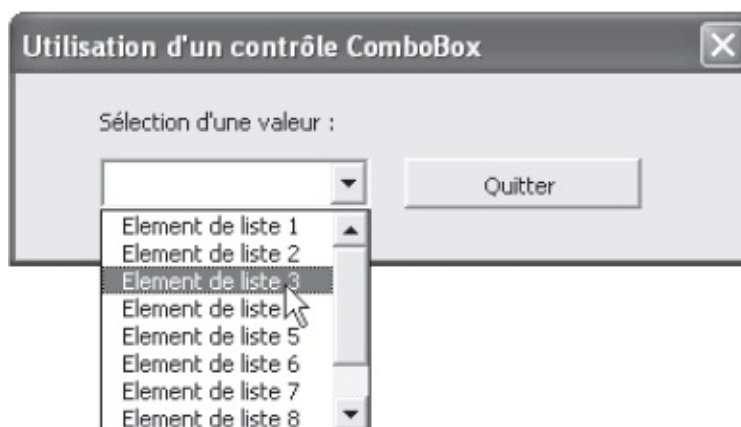 Utilisation d'un contrôle ComboBox
Sélection d'une valeur :
Quitter
Element de liste 1
Element de liste 2
Element de liste 3
Element de liste
Element de liste 5
Element de liste 6
Element de liste 7
Element de liste 8